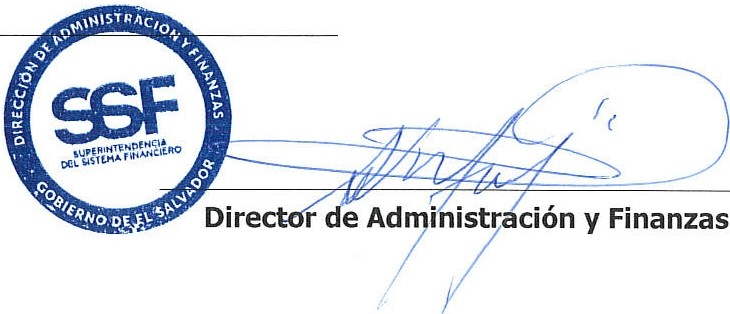 DIRECCIÓN DE ADMINISTRACIÓN Y FINANZAS
SSF
SUPERINTENDENCIA
DEL SISTEMA FINANCIERO
GOBIERNO DE EL SALVADOR
Director de Administración y Finanzas